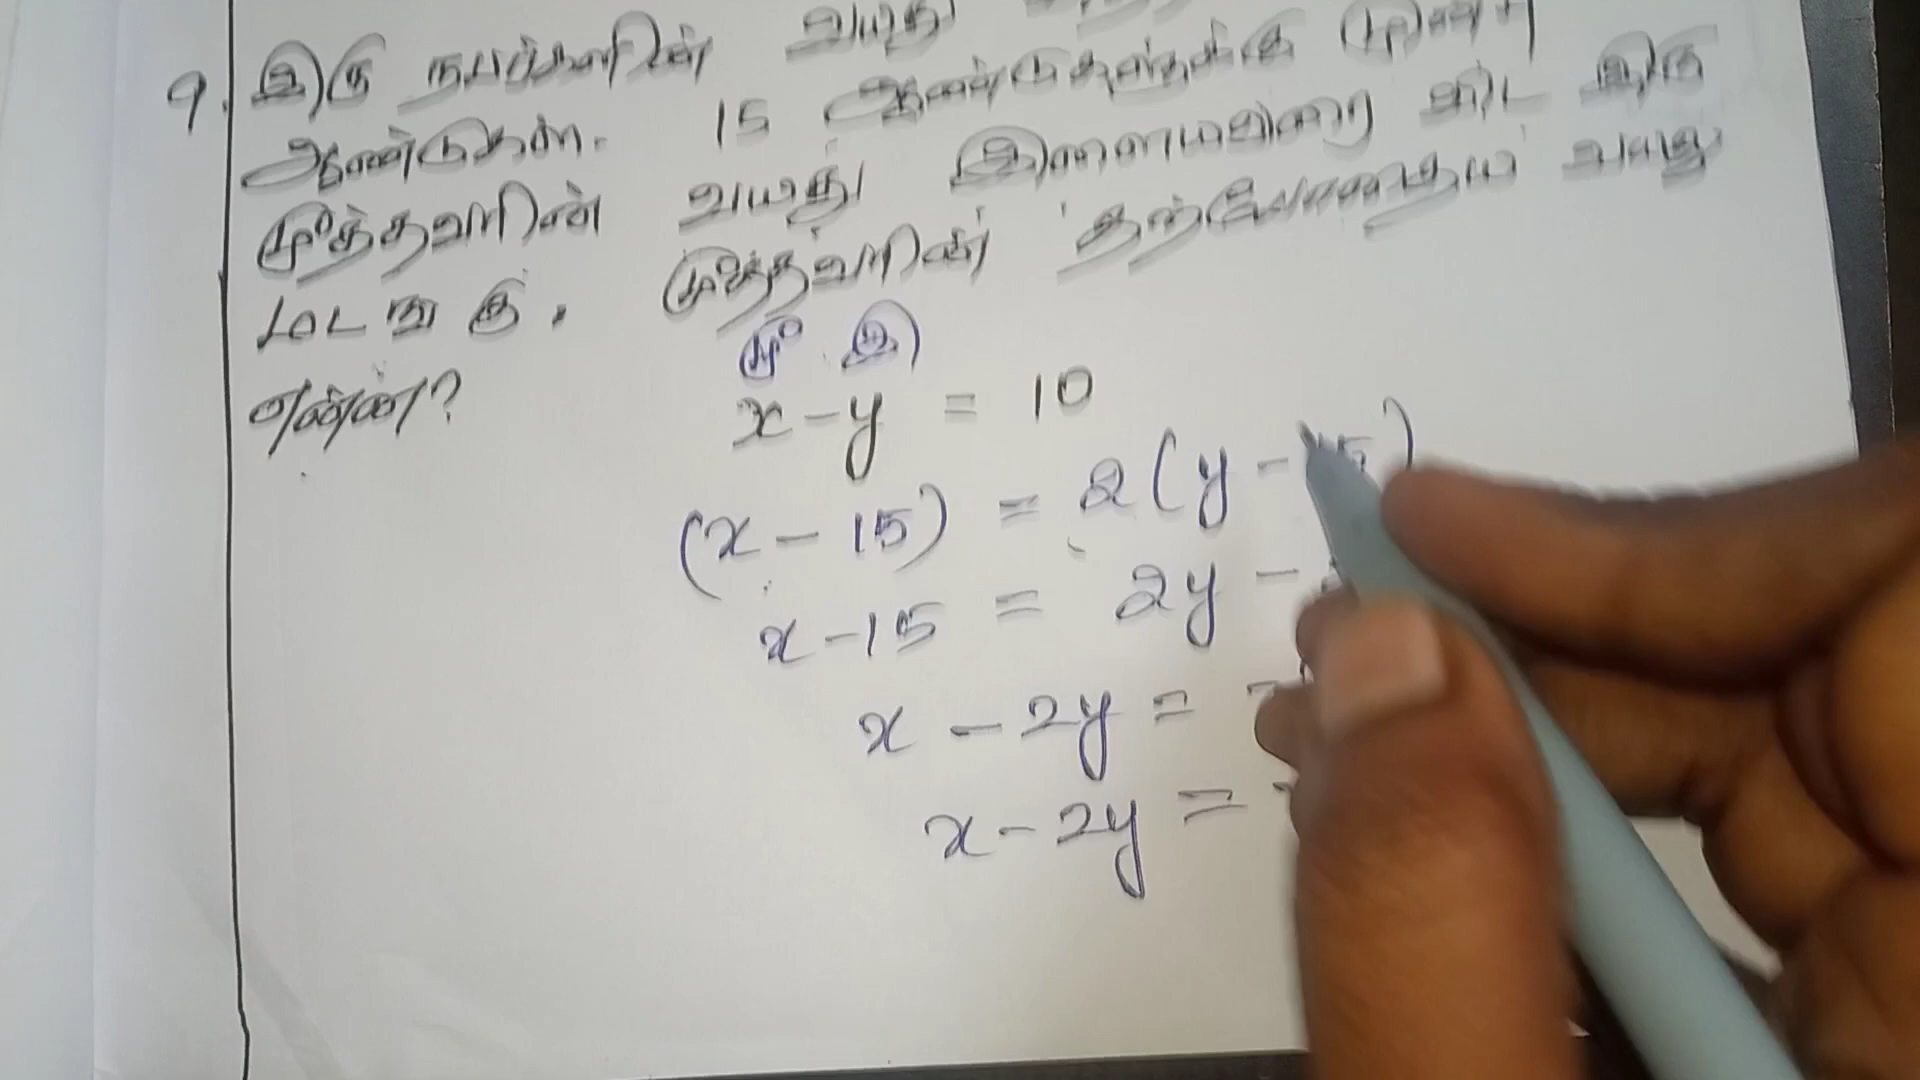 9. இரு நபர்களின் வயது
ஆண்டுகள். 15 ஆண்டுகளுக்கு முன்பு
மூத்தவரின் வயது இளையவரை விட இரு
மடங்கு. மூத்தவரின் தற்போதைய வயது
என்ன?
மூ இ
x - y = 10
(x - 15) = 2(y - 15)
x - 15 = 2y -
x - 2y = -
x - 2y =